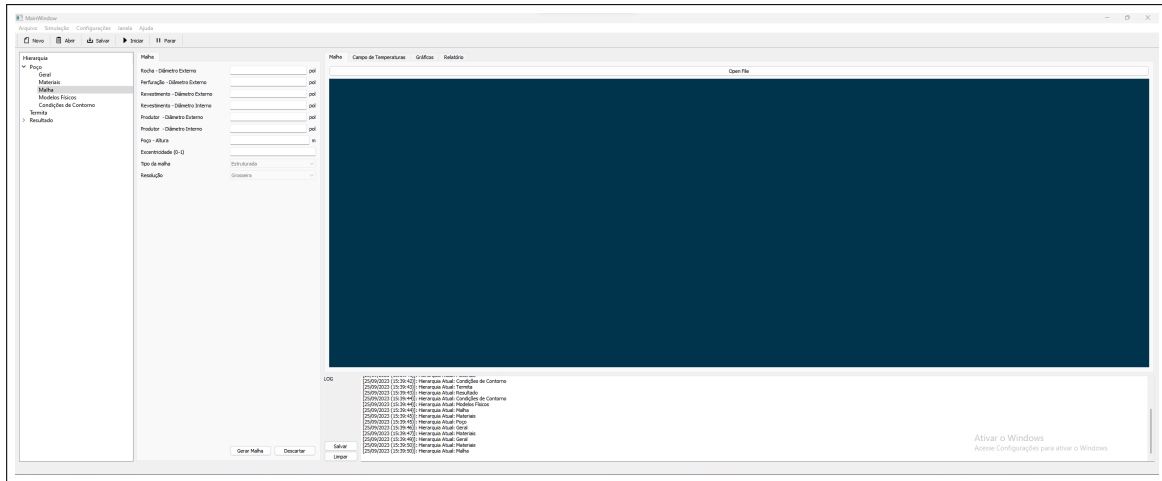 MainWindow
Arquivo Simulação Configurações Janela Ajuda
Novo Abrir Salvar Iniciar Parar
Hierarquia
Poço
Geral
Materiais
Malha
Modelos Físicos
Condições de Contorno
Termita
Resultado
Malha
Rocha - Diâmetro Externo pol
Perfuração - Diâmetro Externo pol
Revestimento - Diâmetro Externo pol
Revestimento - Diâmetro Interno pol
Produtor - Diâmetro Externo pol
Produtor - Diâmetro Interno pol
Poço - Altura m
Excentricidade (0-1)
Tipo da malha Estruturada
Resolução Grosseira
Gerar Malha Descartar
Malha Campo de Temperaturas Gráficos Relatório
Open File
LOG
[25/09/2023 (15:39:42)]: Hierarquia Atual: Condições de Contorno
[25/09/2023 (15:39:43)]: Hierarquia Atual: Termita
[25/09/2023 (15:39:43)]: Hierarquia Atual: Resultado
[25/09/2023 (15:39:44)]: Hierarquia Atual: Condições de Contorno
[25/09/2023 (15:39:44)]: Hierarquia Atual: Modelos Físicos
[25/09/2023 (15:39:44)]: Hierarquia Atual: Malha
[25/09/2023 (15:39:45)]: Hierarquia Atual: Materiais
[25/09/2023 (15:39:45)]: Hierarquia Atual: Poço
[25/09/2023 (15:39:46)]: Hierarquia Atual: Geral
[25/09/2023 (15:39:47)]: Hierarquia Atual: Materiais
[25/09/2023 (15:39:48)]: Hierarquia Atual: Geral
[25/09/2023 (15:39:50)]: Hierarquia Atual: Materiais
[25/09/2023 (15:39:50)]: Hierarquia Atual: Malha
Salvar
Limpar
Ativar o Windows
Acesse Configurações para ativar o Windows.